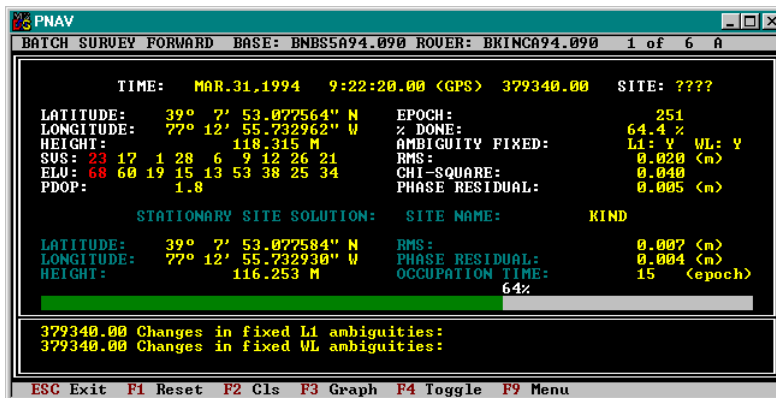 PNAV
BATCH SURVEY FORWARD BASE: BNBS5A94.090 ROVER: BKINCA94.090 1 of 6 A
TIME: MAR.31,1994 9:22:20.00 (GPS) 379340.00 SITE: ????
LATITUDE: 39° 7' 53.077564" N EPOCH: 251
LONGITUDE: 77° 12' 55.732962" W % DONE: 64.4 %
HEIGHT: 118.315 M AMBIGUITY FIXED: L1: Y WL: Y
SVS: 23 17 1 28 6 9 12 26 21 RMS: 0.020 (m)
ELV: 68 60 19 15 13 53 38 25 34 CHI-SQUARE: 0.040
PDOP: 1.8 PHASE RESIDUAL: 0.005 (m)
STATIONARY SITE SOLUTION: SITE NAME: KIND
LATITUDE: 39° 7' 53.077584" N RMS: 0.007 (m)
LONGITUDE: 77° 12' 55.732930" W PHASE RESIDUAL: 0.004 (m)
HEIGHT: 116.253 M OCCUPATION TIME: 15 (epoch)
64%
379340.00 Changes in fixed L1 ambiguities:
379340.00 Changes in fixed WL ambiguities:
ESC Exit F1 Reset F2 Cls F3 Graph F4 Toggle F9 Menu